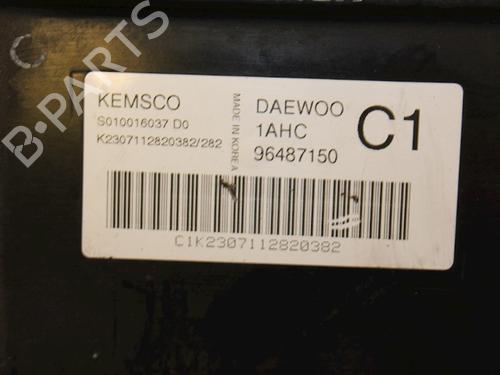 KEMSCO
S010016037 D0
K2307112820382/282
MADE IN KOREA
DAEWOO
1AHC
96487150
C1
C1K2307112820382
B-PARTS